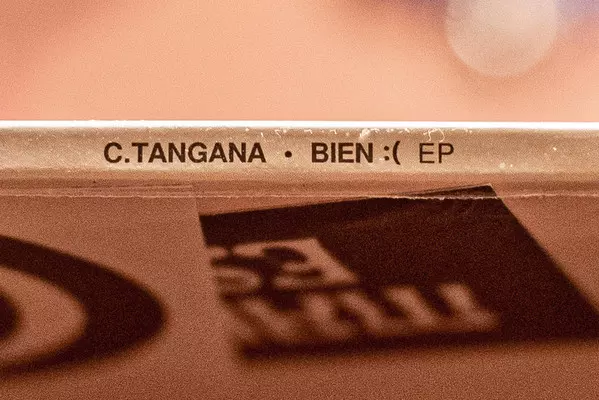 C.TANGANA • BIEN :( EP